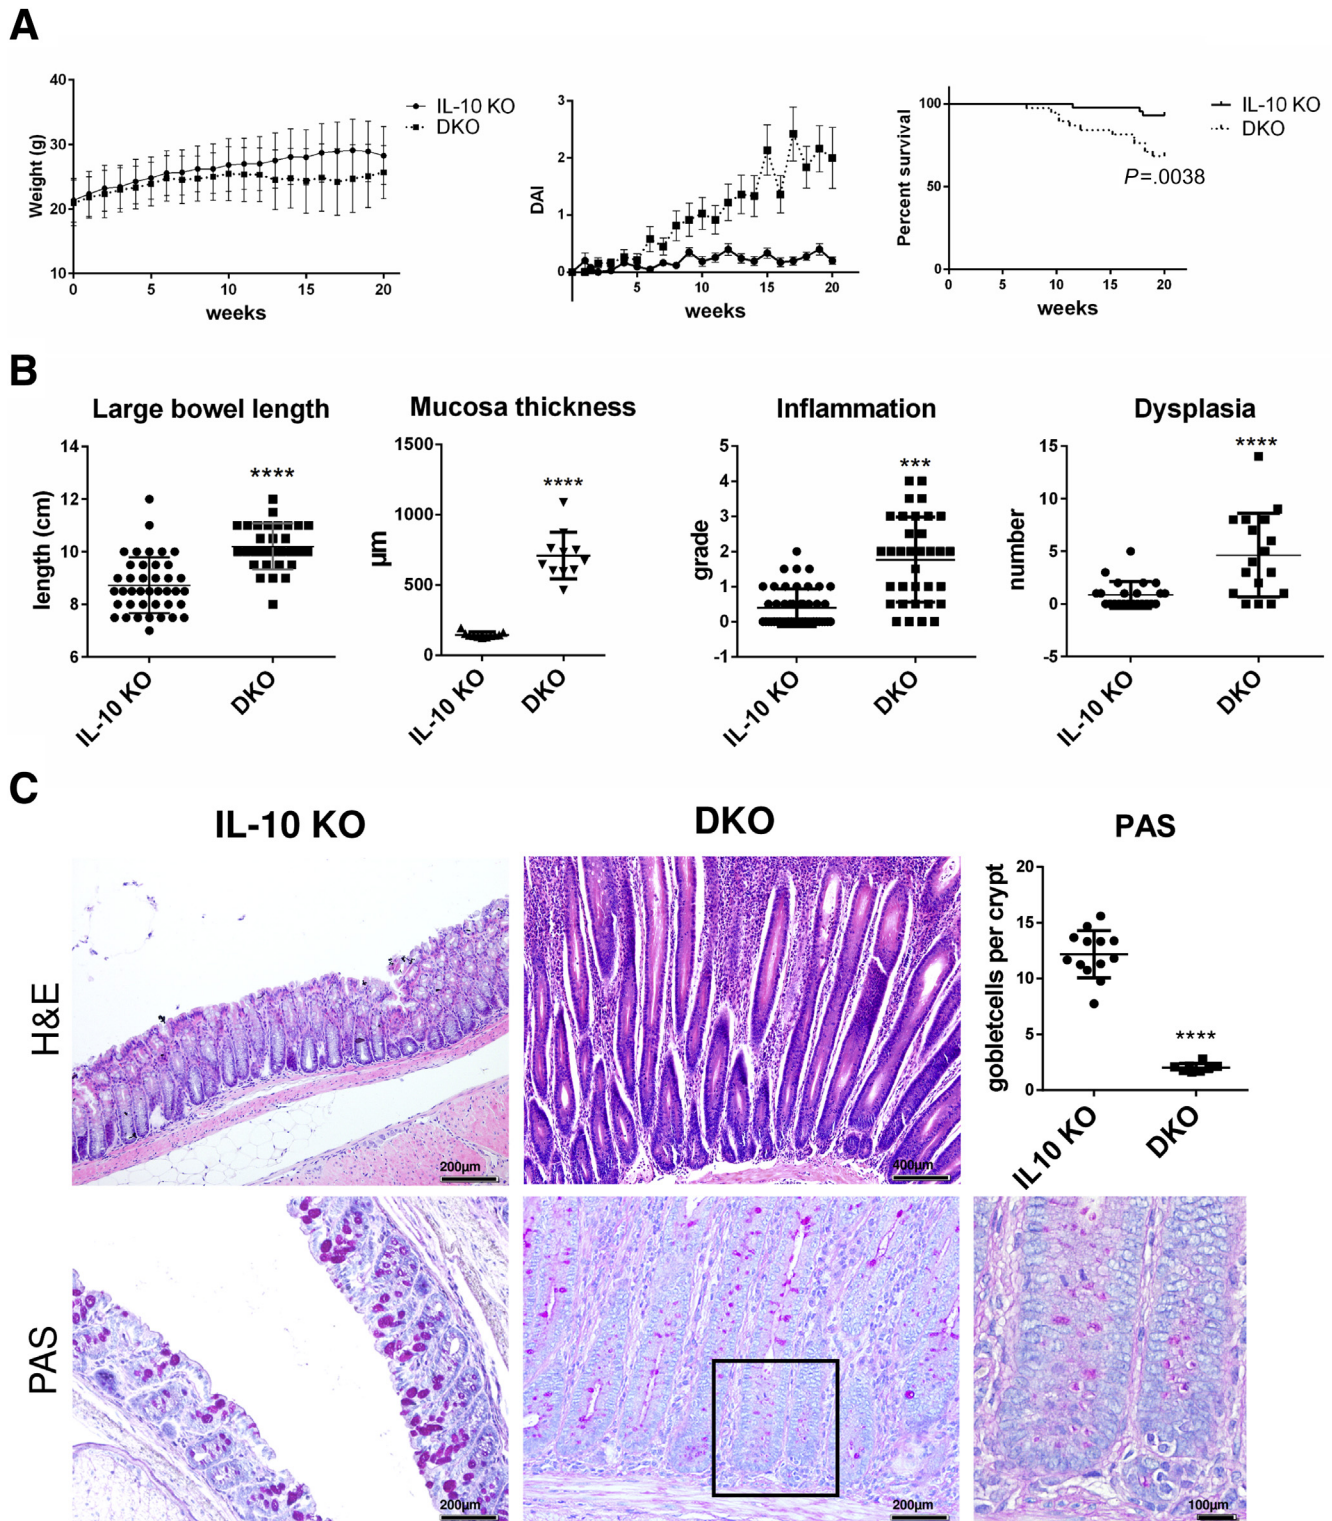 A
40
30
20
10
Weight (g)
0 5 10 15 20
weeks
IL-10 KO
DKO
3
2
1
0
DAI
5 10 15 20
weeks
100
50
0
Percent survival
0 5 10 15 20
weeks
IL-10 KO
DKO
P=.0038
B
Large bowel length
14
12
10
8
6
length (cm)
****
IL-10 KO
DKO
Mucosa thickness
1500
1000
500
0
µm
****
IL-10 KO
DKO
Inflammation
5
4
3
2
1
0
-1
grade
***
IL-10 KO
DKO
Dysplasia
15
10
5
0
-5
number
****
IL-10 KO
DKO
C
IL-10 KO
DKO
PAS
H&E
200µm
400µm
20
15
10
5
0
gobletcells per crypt
****
IL10 KO
DKO
PAS
200µm
200µm
100µm